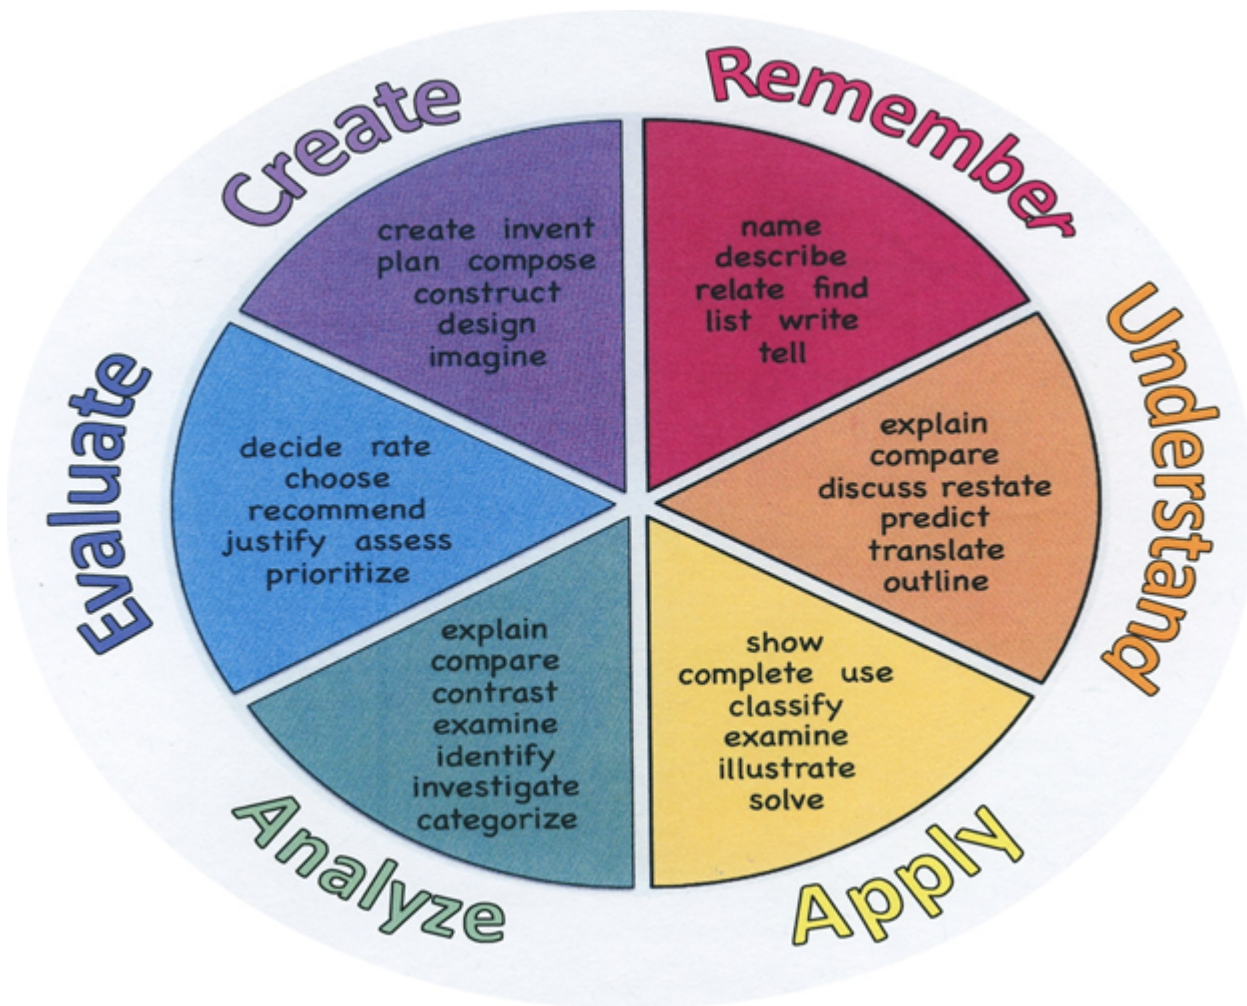 Remember
name
describe
relate find
list write
tell
Understand
explain
compare
discuss restate
predict
translate
outline
Apply
show
complete use
classify
examine
illustrate
solve
Analyze
explain
compare
contrast
examine
identify
investigate
categorize
Evaluate
decide rate
choose
recommend
justify assess
prioritize
Create
create invent
plan compose
construct
design
imagine